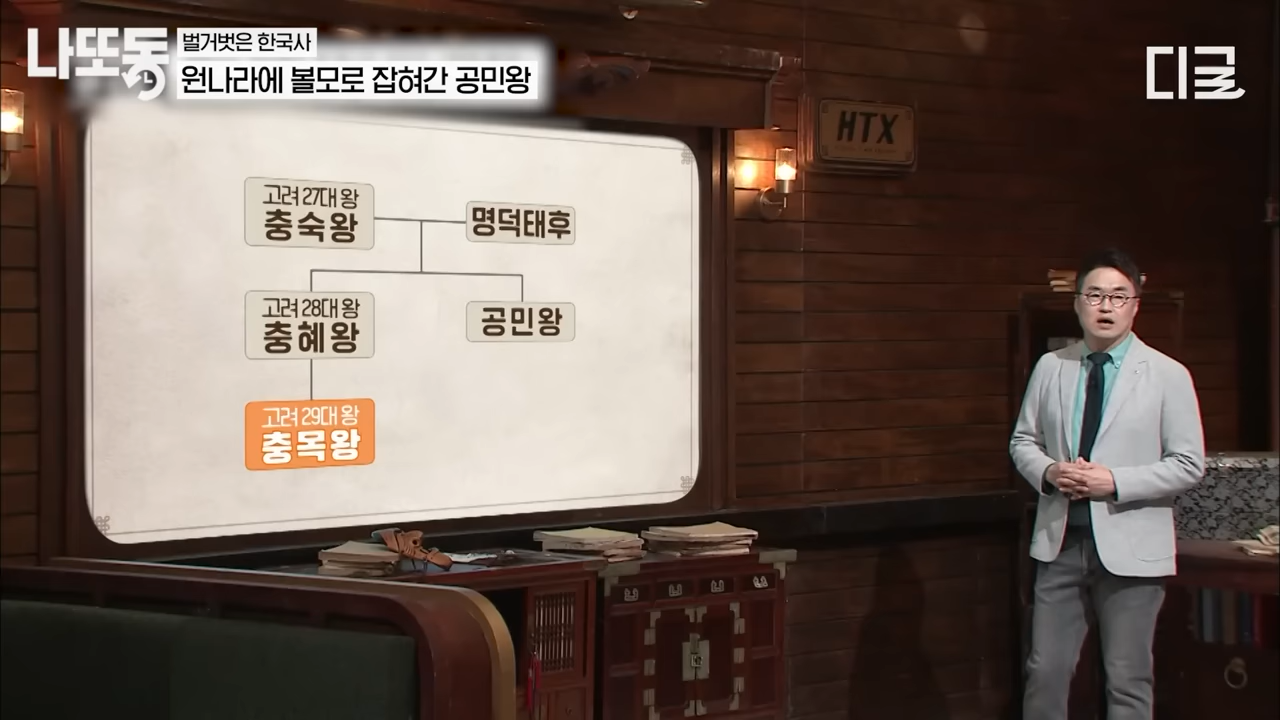 나또동
벌거벗은 한국사
원나라에 볼모로 잡혀간 공민왕
디글
HTX
고려 27대 왕
충숙왕
명덕태후
고려 28대 왕
충혜왕
공민왕
고려 29대 왕
충목왕